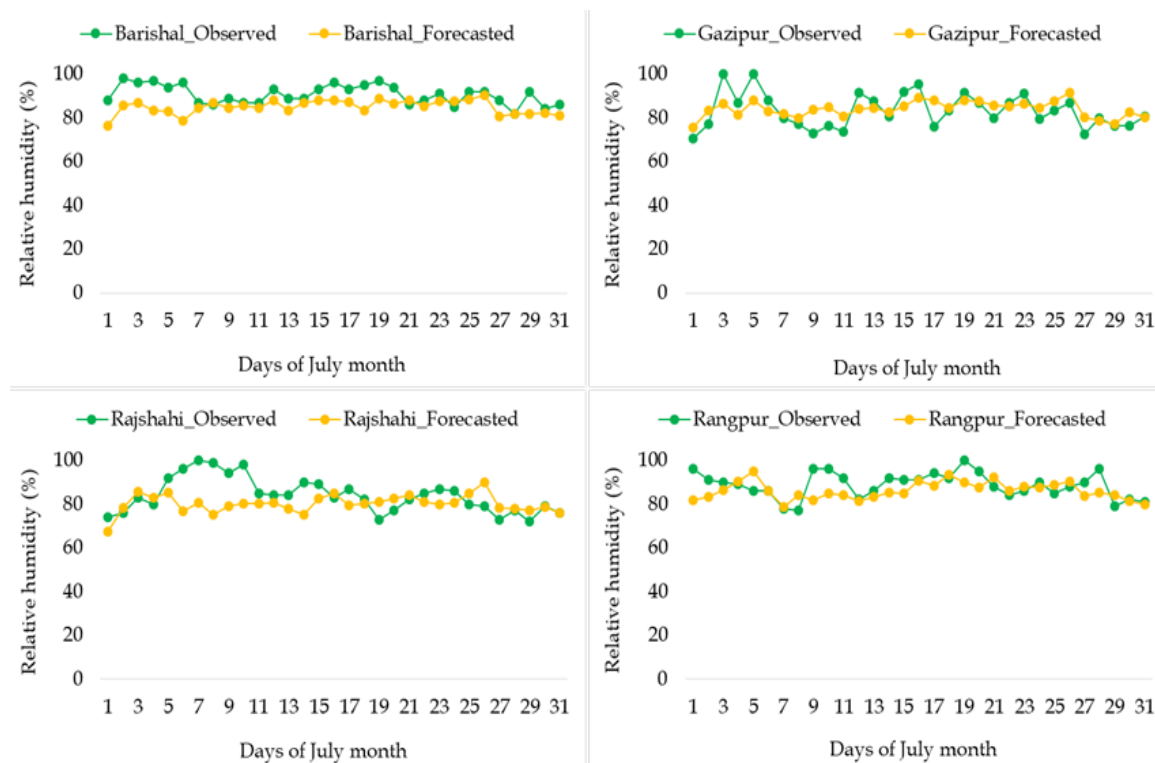 Barishal_Observed Barishal_Forecasted
Relative humidity (%)
100
80
60
40
20
0
1 3 5 7 9 11 13 15 17 19 21 23 25 27 29 31
Days of July month
Gazipur_Observed Gazipur_Forecasted
Relative humidity (%)
100
80
60
40
20
0
1 3 5 7 9 11 13 15 17 19 21 23 25 27 29 31
Days of July month
Rajshahi_Observed Rajshahi_Forecasted
Relative humidity (%)
100
80
60
40
20
0
1 3 5 7 9 11 13 15 17 19 21 23 25 27 29 31
Days of July month
Rangpur_Observed Rangpur_Forecasted
Relative humidity (%)
100
80
60
40
20
0
1 3 5 7 9 11 13 15 17 19 21 23 25 27 29 31
Days of July month